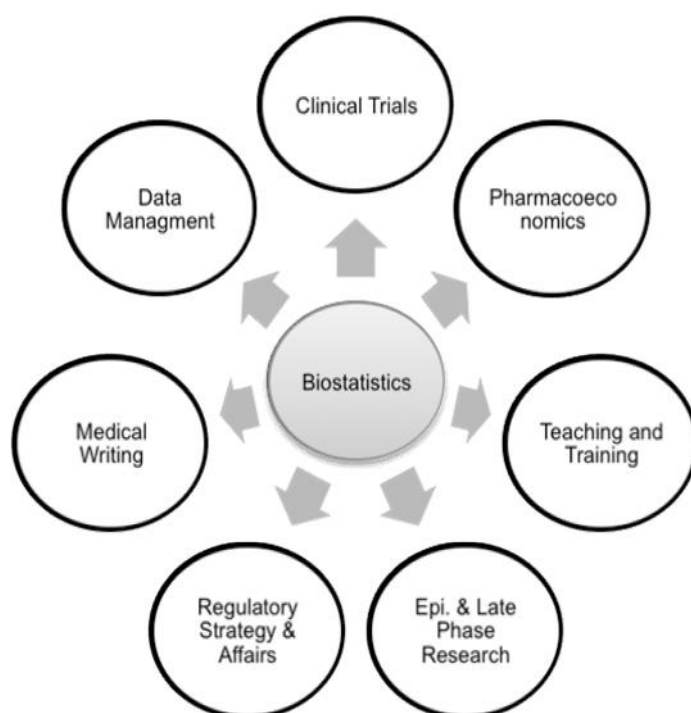 Clinical Trials
Data
Managment
Pharmacoeco
nomics
Biostatistics
Medical
Writing
Teaching and
Training
Regulatory
Strategy &
Affairs
Epi. & Late
Phase
Research